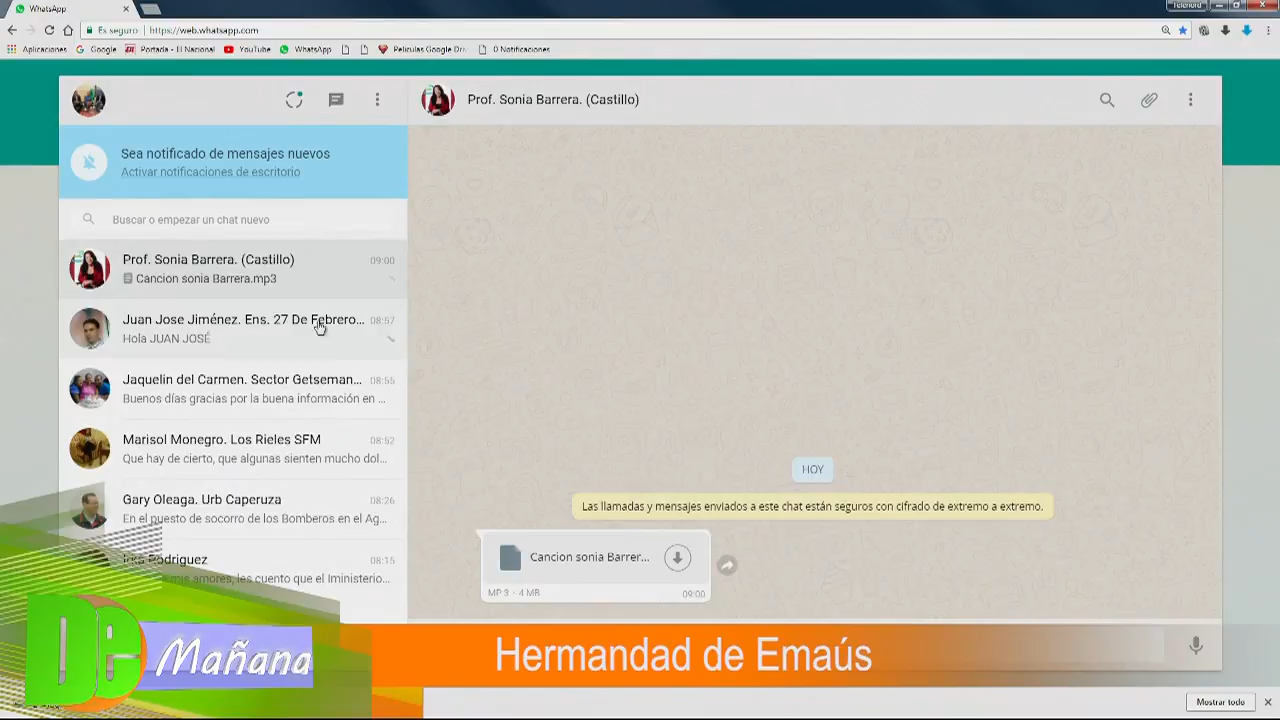 WhatsApp
Telenord
Es seguro https://web.whatsapp.com
Aplicaciones Google Portada - El Nacional YouTube WhatsApp Películas Google Dri 0 Notificaciones
Prof. Sonia Barrera. (Castillo)
Sea notificado de mensajes nuevos
Activar notificaciones de escritorio
Buscar o empezar un chat nuevo
Prof. Sonia Barrera. (Castillo) 09:00
Cancion sonia Barrera.mp3
Juan Jose Jiménez. Ens. 27 De Febrero... 08:57
Hola JUAN JOSÉ
Jaquelin del Carmen. Sector Getseman... 08:55
Buenos días gracias por la buena información en ...
Marisol Monegro. Los Rieles SFM 08:52
Que hay de cierto, que algunas sienten mucho dol...
Gary Oleaga. Urb Caperuza 08:26
En el puesto de socorro de los Bomberos en el Ag...
Rodriguez 08:15
mis amores, les cuento que el Iministerio...
HOY
Las llamadas y mensajes enviados a este chat están seguros con cifrado de extremo a extremo.
Cancion sonia Barrer...
MP3 · 4 MB 09:00
De Mañana
Hermandad de Emaús
Mostrar todo